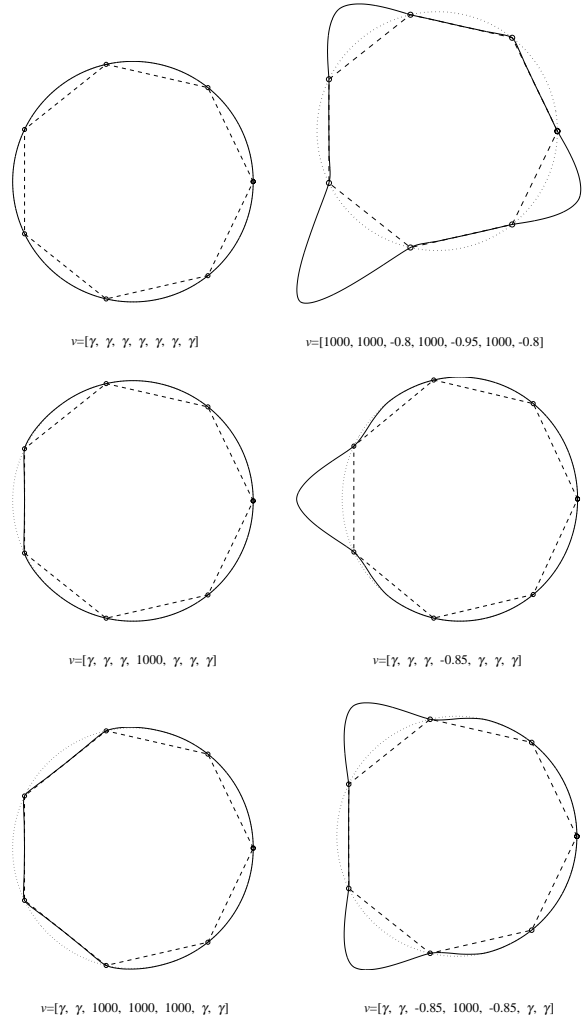 v=[γ, γ, γ, γ, γ, γ, γ]
v=[1000, 1000, -0.8, 1000, -0.95, 1000, -0.8]
v=[γ, γ, γ, 1000, γ, γ, γ]
v=[γ, γ, γ, -0.85, γ, γ, γ]
v=[γ, γ, 1000, 1000, 1000, γ, γ]
v=[γ, γ, -0.85, 1000, -0.85, γ, γ]